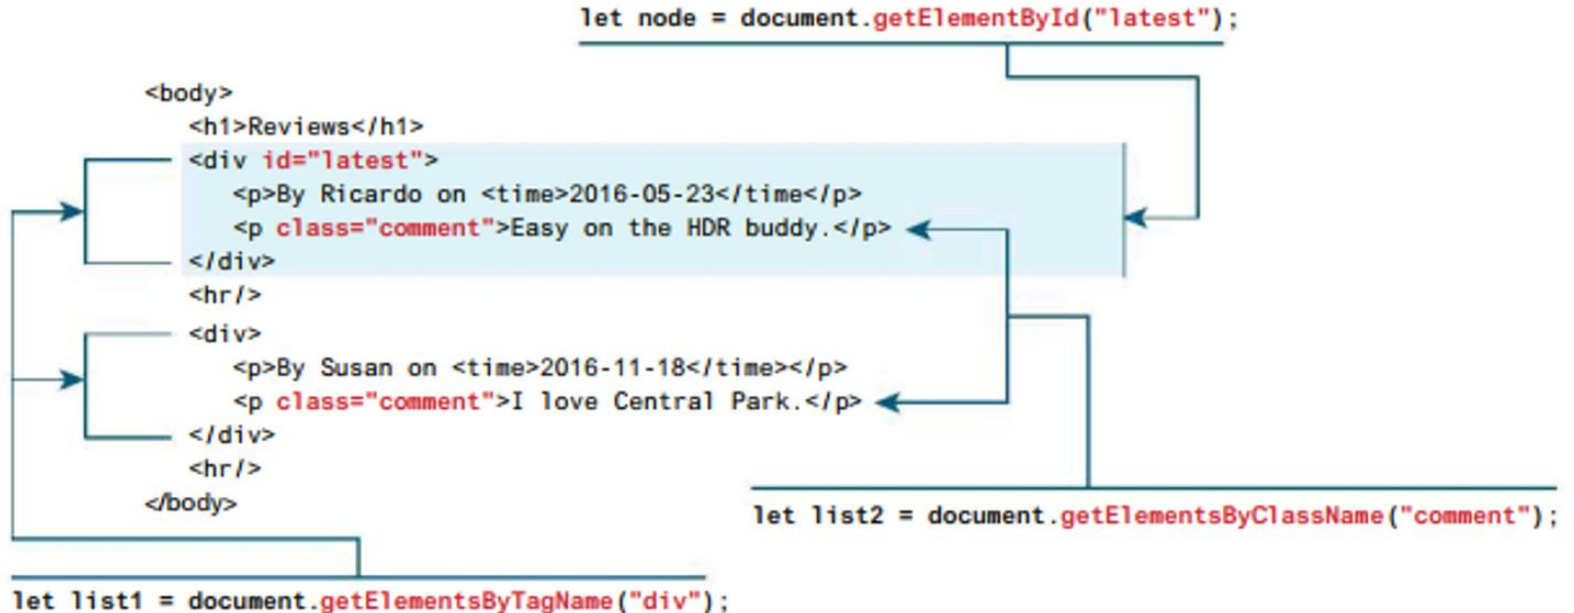 let node = document.getElementById("latest");
<body>
<h1>Reviews</h1>
<div id="latest">
<p>By Ricardo on <time>2016-05-23</time</p>
<p class="comment">Easy on the HDR buddy.</p>
</div>
<hr/>
<div>
<p>By Susan on <time>2016-11-18</time></p>
<p class="comment">I love Central Park.</p>
</div>
<hr/>
</body>
let list2 = document.getElementsByClassName("comment");
let list1 = document.getElementsByTagName("div");